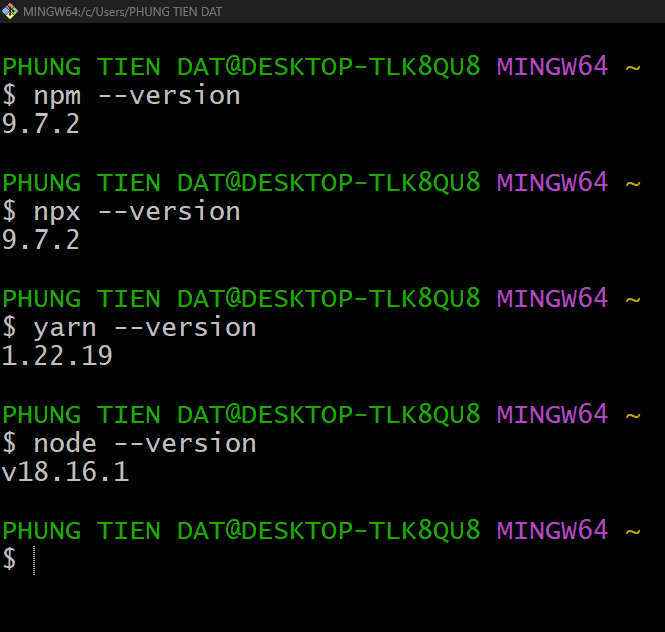 MINGW64:/c/Users/PHUNG TIEN DAT
PHUNG TIEN DAT@DESKTOP-TLK8QU8 MINGW64 ~
$ npm --version
9.7.2
PHUNG TIEN DAT@DESKTOP-TLK8QU8 MINGW64 ~
$ npx --version
9.7.2
PHUNG TIEN DAT@DESKTOP-TLK8QU8 MINGW64 ~
$ yarn --version
1.22.19
PHUNG TIEN DAT@DESKTOP-TLK8QU8 MINGW64 ~
$ node --version
v18.16.1
PHUNG TIEN DAT@DESKTOP-TLK8QU8 MINGW64 ~
$